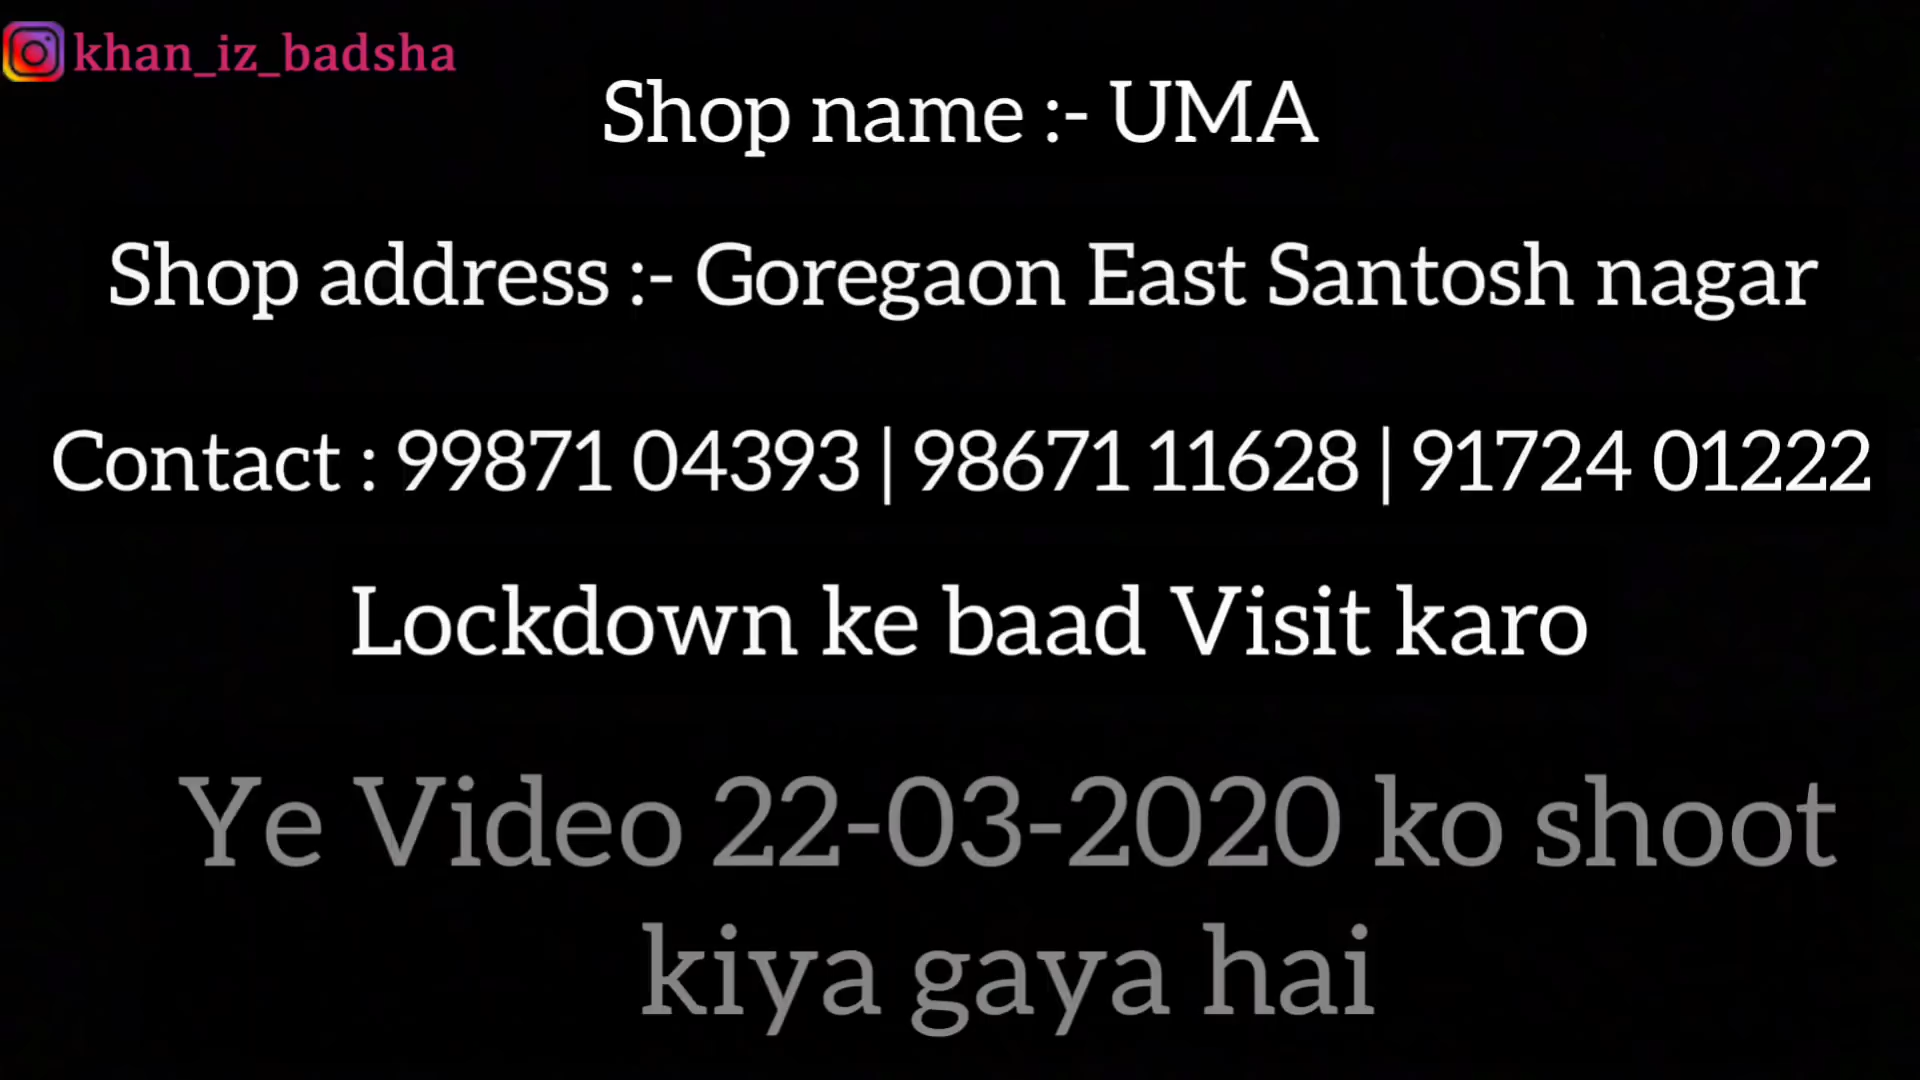 khan_iz_badsha
Shop name :- UMA
Shop address :- Goregaon East Santosh nagar
Contact : 99871 04393 | 98671 11628 | 91724 01222
Lockdown ke baad Visit karo
Ye Video 22-03-2020 ko shoot
kiya gaya hai